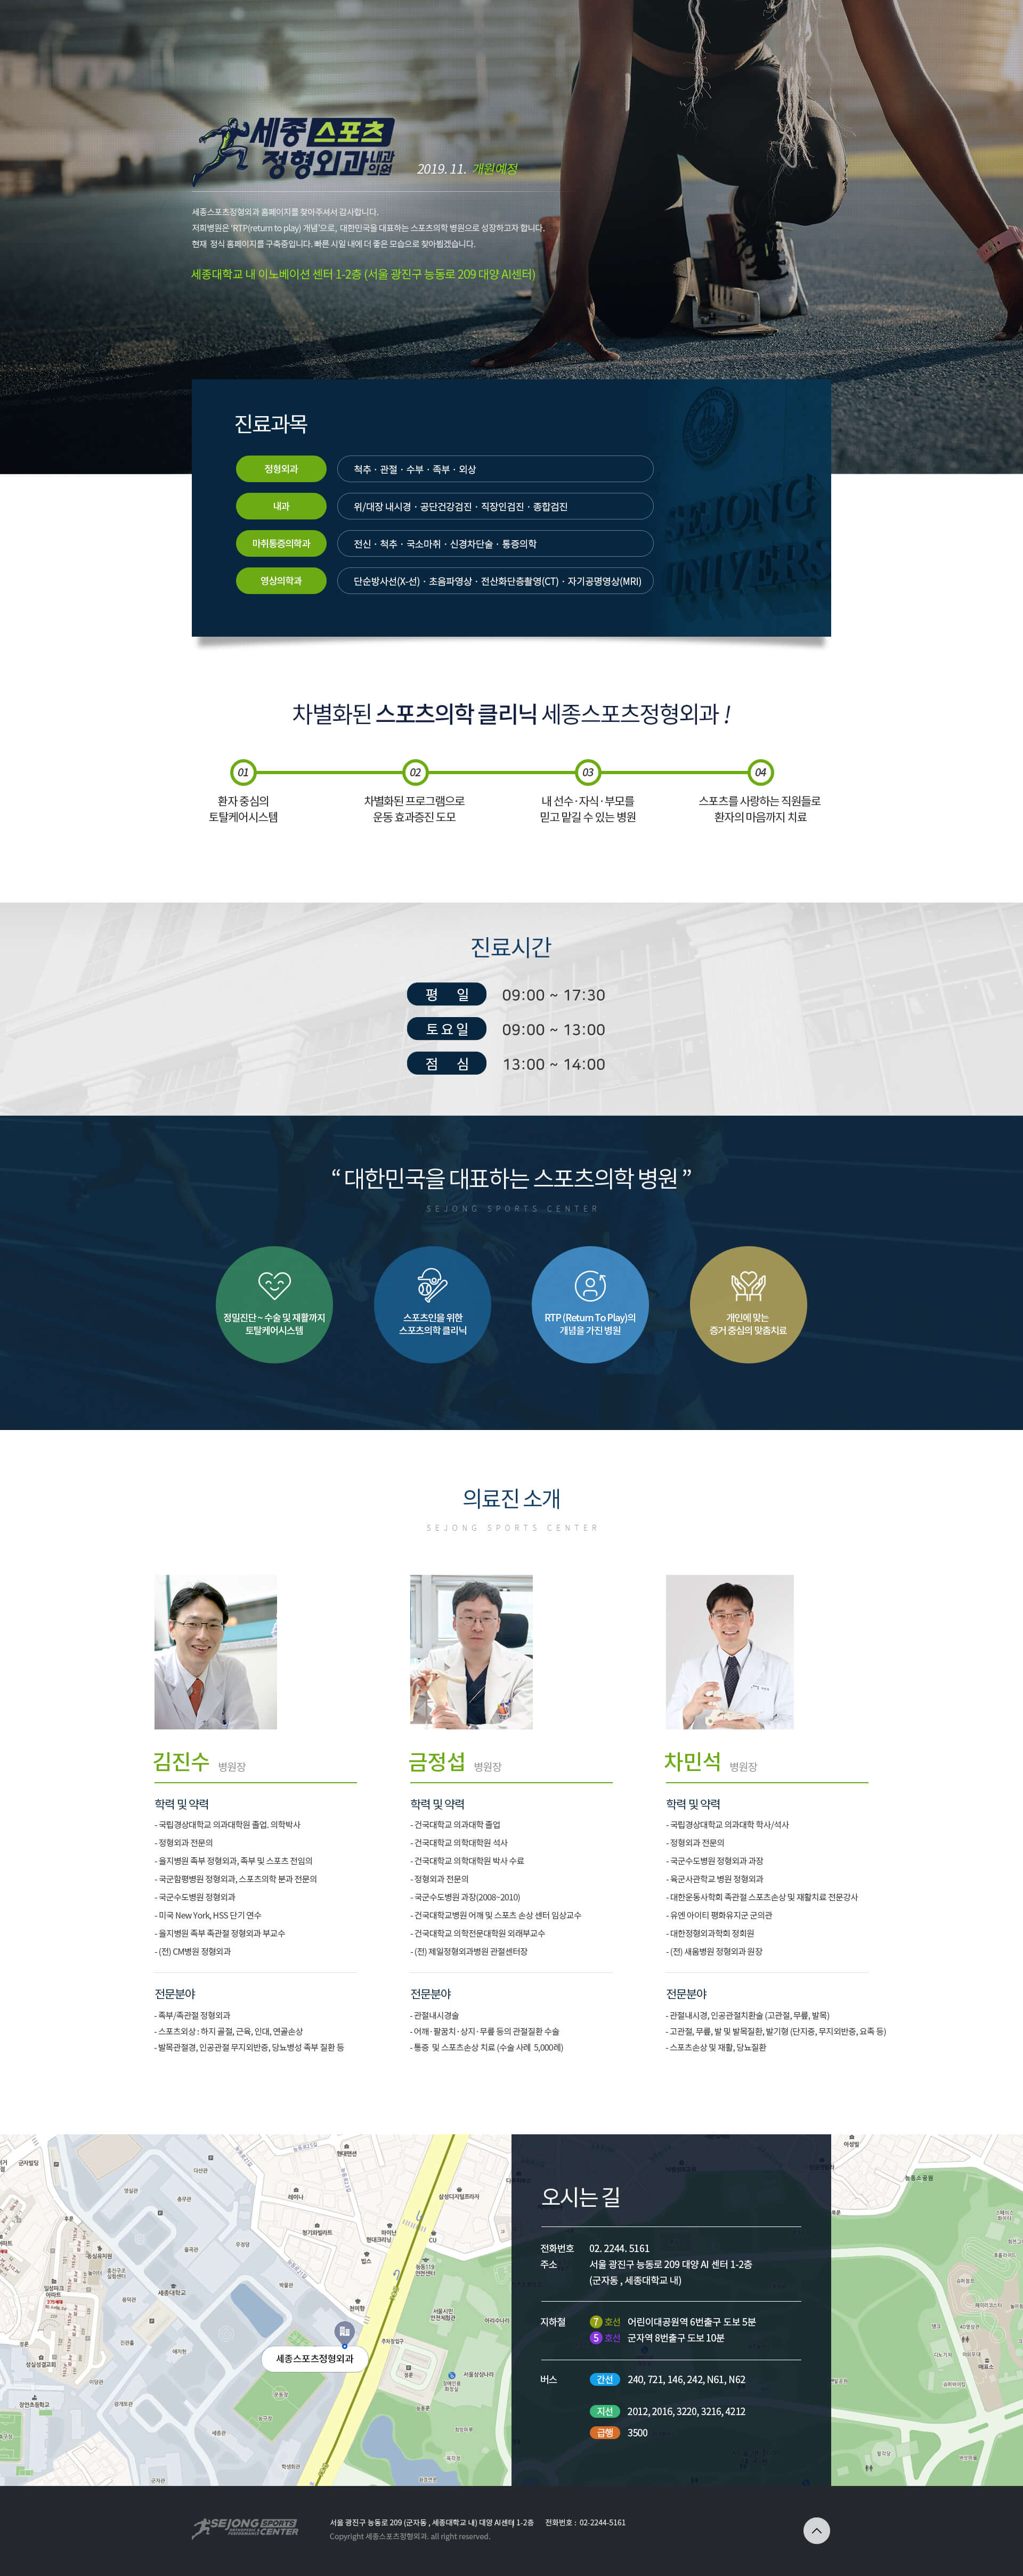 세종 스포츠
정형외과 내과
의원
2019. 11. 개원예정
세종스포츠정형외과 홈페이지를 찾아주셔서 감사합니다.
저희병원은 'RTP(return to play) 개념'으로, 대한민국을 대표하는 스포츠의학 병원으로 성장하고자 합니다.
현재 정식 홈페이지를 구축중입니다. 빠른 시일 내에 더 좋은 모습으로 찾아뵙겠습니다.
세종대학교 내 이노베이션 센터 1-2층 (서울 광진구 능동로 209 대양 AI센터)
진료과목
정형외과 척추 · 관절 · 수부 · 족부 · 외상
내과 위/대장 내시경 · 공단건강검진 · 직장인검진 · 종합검진
마취통증의학과 전신 · 척추 · 국소마취 · 신경차단술 · 통증의학
영상의학과 단순방사선(X-선) · 초음파영상 · 전산화단층촬영(CT) · 자기공명영상(MRI)
SEJONG
UNIVERS
차별화된 스포츠의학 클리닉 세종스포츠정형외과 !
01 02 03 04
환자 중심의
토탈케어시스템
차별화된 프로그램으로
운동 효과증진 도모
내 선수 · 자식 · 부모를
믿고 맡길 수 있는 병원
스포츠를 사랑하는 직원들로
환자의 마음까지 치료
진료시간
평 일 09:00 ~ 17:30
토요일 09:00 ~ 13:00
점 심 13:00 ~ 14:00
“ 대한민국을 대표하는 스포츠의학 병원 ”
SEJONG SPORTS CENTER
정밀진단 ~ 수술 및 재활까지
토탈케어시스템
스포츠인을 위한
스포츠의학 클리닉
RTP (Return To Play)의
개념을 가진 병원
개인에 맞는
증거 중심의 맞춤치료
의료진 소개
SEJONG SPORTS CENTER
김진수 병원장
학력 및 약력
- 국립경상대학교 의과대학원 졸업. 의학박사
- 정형외과 전문의
- 을지병원 족부 정형외과, 족부 및 스포츠 전임의
- 국군함평병원 정형외과, 스포츠의학 분과 전문의
- 국군수도병원 정형외과
- 미국 New York, HSS 단기 연수
- 을지병원 족부 족관절 정형외과 부교수
- (전) CM병원 정형외과
전문분야
- 족부/족관절 정형외과
- 스포츠외상 : 하지 골절, 근육, 인대, 연골손상
- 발목관절경, 인공관절 무지외반증, 당뇨병성 족부 질환 등
금정섭 병원장
학력 및 약력
- 건국대학교 의과대학 졸업
- 건국대학교 의학대학원 석사
- 건국대학교 의학대학원 박사 수료
- 정형외과 전문의
- 국군수도병원 과장(2008~2010)
- 건국대학교병원 어깨 및 스포츠 손상 센터 임상교수
- 건국대학교 의학전문대학원 외래부교수
- (전) 제일정형외과병원 관절센터장
전문분야
- 관절내시경술
- 어깨 · 팔꿈치 · 상지 · 무릎 등의 관절질환 수술
- 통증 및 스포츠손상 치료 (수술 사례 5,000례)
차민석 병원장
학력 및 약력
- 국립경상대학교 의과대학 학사/석사
- 정형외과 전문의
- 국군수도병원 정형외과 과장
- 육군사관학교 병원 정형외과
- 대한운동사학회 족관절 스포츠손상 및 재활치료 전문강사
- 유엔 아이티 평화유지군 군의관
- 대한정형외과학회 정회원
- (전) 새움병원 정형외과 원장
전문분야
- 관절내시경, 인공관절치환술 (고관절, 무릎, 발목)
- 고관절, 무릎, 발 및 발목질환, 발기형 (단지증, 무지외반증, 요족 등)
- 스포츠손상 및 재활, 당뇨질환
현대맨션
군자빌딩
레미나
삼성디지털프라자
청기와빌라트
CU
빕스
세종대학교
세종스포츠정형외과
서울상상나라
아성빌
능동소공원
오시는 길
전화번호 02. 2244. 5161
주소 서울 광진구 능동로 209 대양 AI 센터 1-2층
(군자동 , 세종대학교 내)
지하철 7 호선 어린이대공원역 6번출구 도보 5분
5 호선 군자역 8번출구 도보 10분
버스 간선 240, 721, 146, 242, N61, N62
지선 2012, 2016, 3220, 3216, 4212
급행 3500
SEJONG SPORTS
ORTHOPEDIC & PERFORMANCE CENTER
서울 광진구 능동로 209 (군자동 , 세종대학교 내) 대양 AI센터 1-2층 전화번호 : 02-2244-5161
Copyright 세종스포츠정형외과. all right reserved.